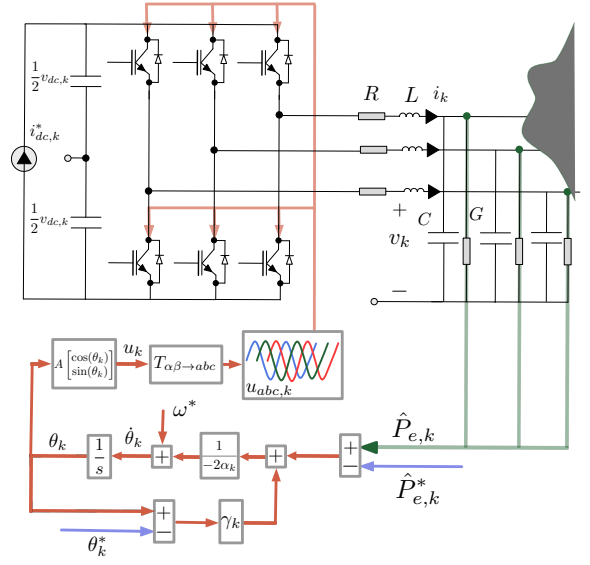 ½ v_{dc,k}
i*_{dc,k}
½ v_{dc,k}
R L i_k
+
C G
v_k
−
A [cos(θ_k) sin(θ_k)]
u_k
T_{αβ→abc}
u_{abc,k}
ω*
θ_k
1/s
θ̇_k
+
1/−2α_k
+
+
−
P̂_{e,k}
P̂*_{e,k}
+
−
γ_k
θ*_k